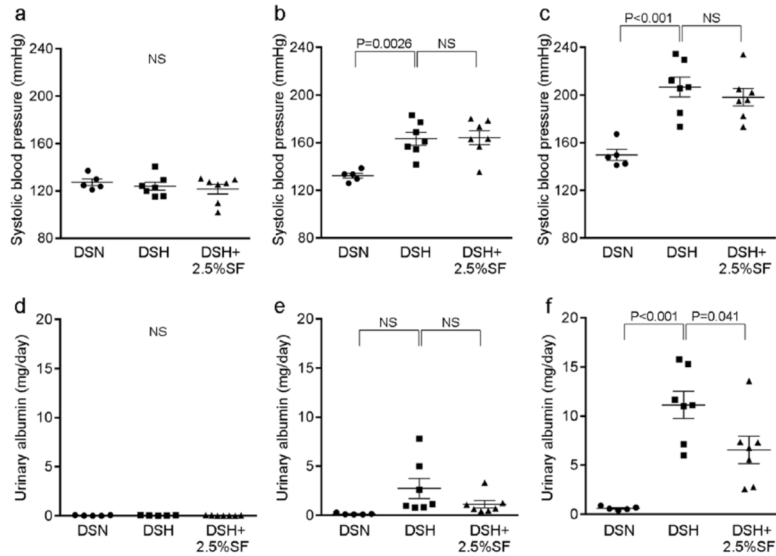 a
Systolic blood pressure (mmHg)
240
200
160
120
80
NS
DSN
DSH
DSH+
2.5%SF
b
Systolic blood pressure (mmHg)
240
200
160
120
80
P=0.0026
NS
DSN
DSH
DSH+
2.5%SF
c
Systolic blood pressure (mmHg)
240
200
160
120
80
P<0.001
NS
DSN
DSH
DSH+
2.5%SF
d
Urinary albumin (mg/day)
20
15
10
5
0
NS
DSN
DSH
DSH+
2.5%SF
e
Urinary albumin (mg/day)
20
15
10
5
0
NS
NS
DSN
DSH
DSH+
2.5%SF
f
Urinary albumin (mg/day)
20
15
10
5
0
P<0.001
P=0.041
DSN
DSH
DSH+
2.5%SF